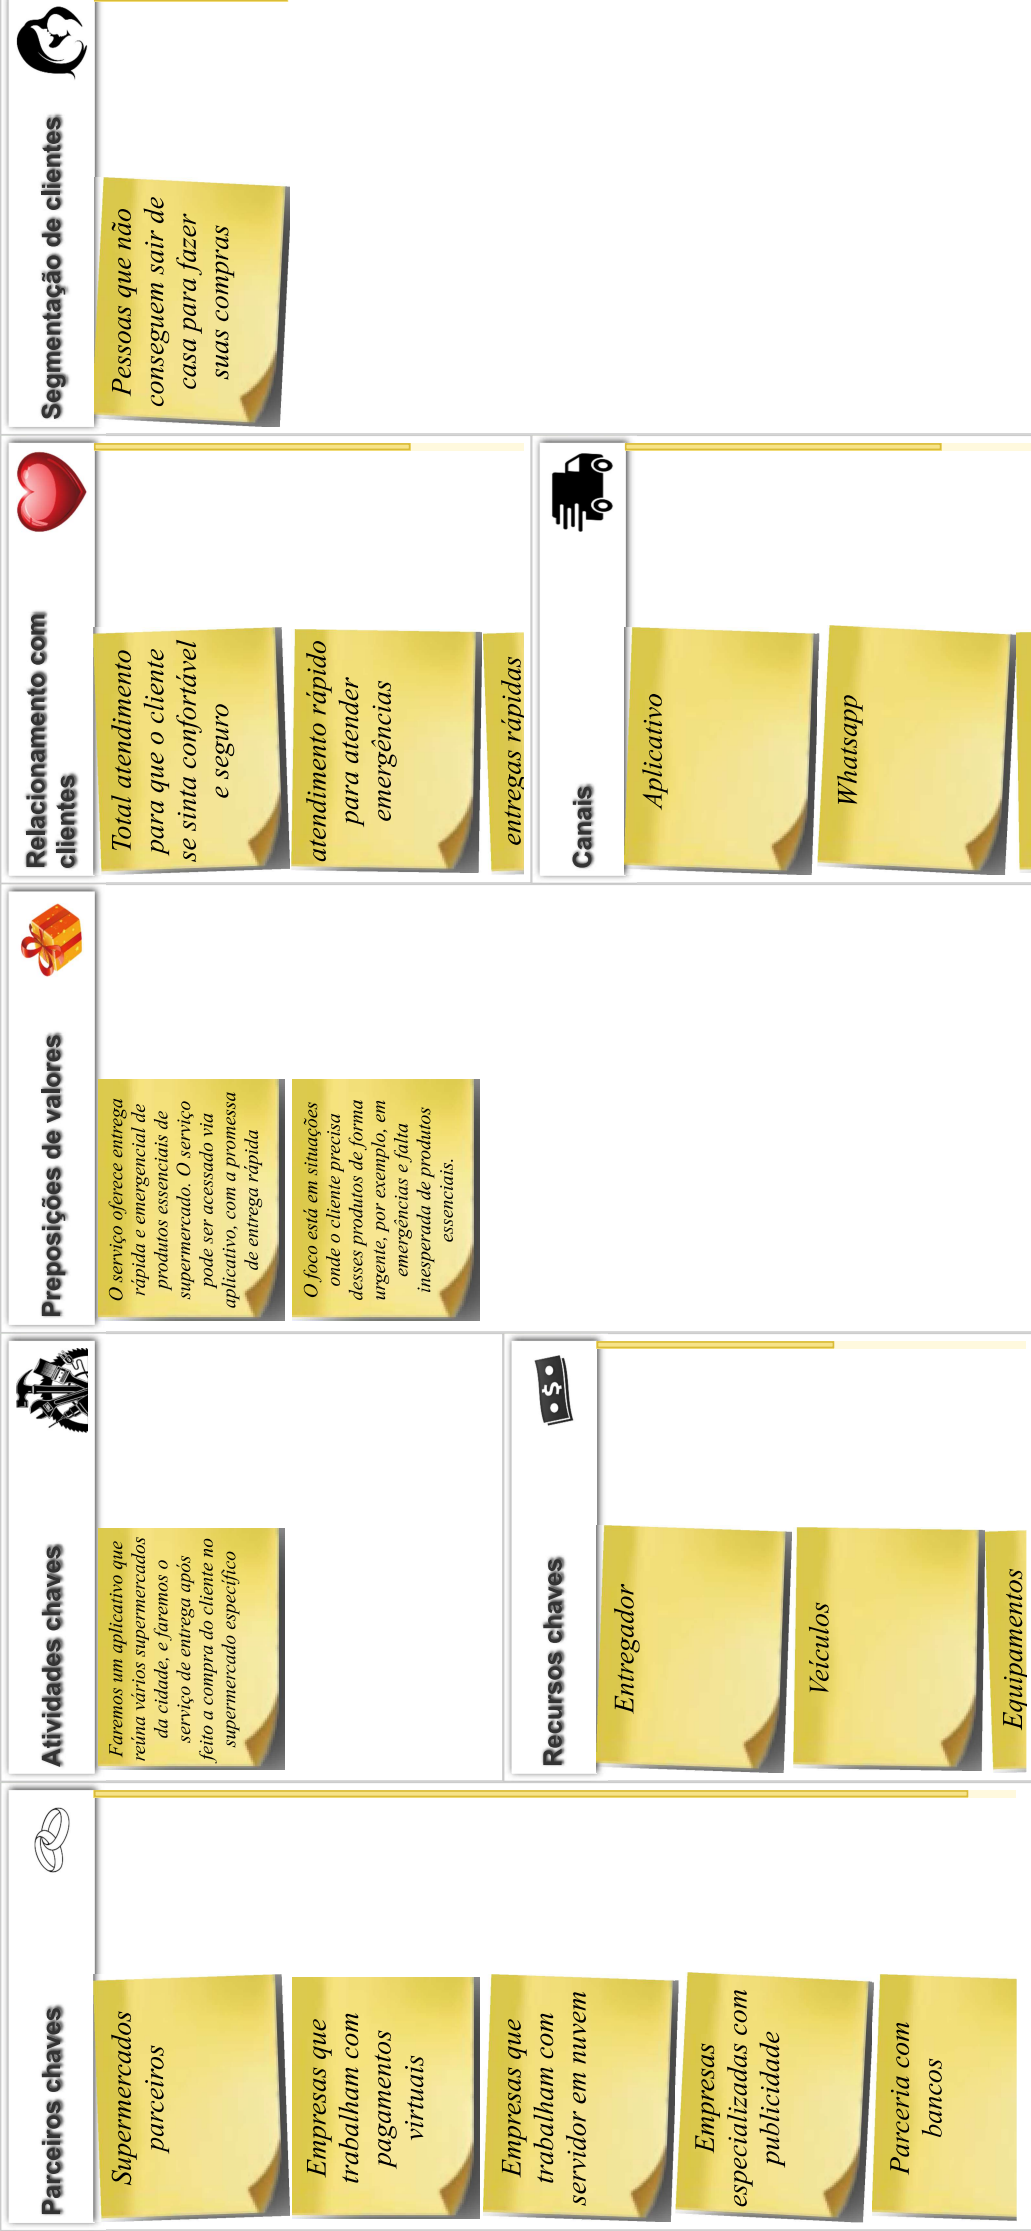 Parceiros chaves
Supermercados
parceiros
Empresas que
trabalham com
pagamentos
virtuais
Empresas que
trabalham com
servidor em nuvem
Empresas
especializadas com
publicidade
Parceria com
bancos
Atividades chaves
Faremos um aplicativo que
reúna vários supermercados
da cidade, e faremos o
serviço de entrega após
feito a compra do cliente no
supermercado específico
Recursos chaves
Entregador
Veículos
Equipamentos
Preposições de valores
O serviço oferece entrega
rápida e emergencial de
produtos essenciais de
supermercado. O serviço
pode ser acessado via
aplicativo, com a promessa
de entrega rápida
O foco está em situações
onde o cliente precisa
desses produtos de forma
urgente, por exemplo, em
emergências e falta
inesperada de produtos
essenciais.
Relacionamento com
clientes
Total atendimento
para que o cliente
se sinta confortável
e seguro
atendimento rápido
para atender
emergências
entregas rápidas
Canais
Aplicativo
Whatsapp
Segmentação de clientes
Pessoas que não
conseguem sair de
casa para fazer
suas compras